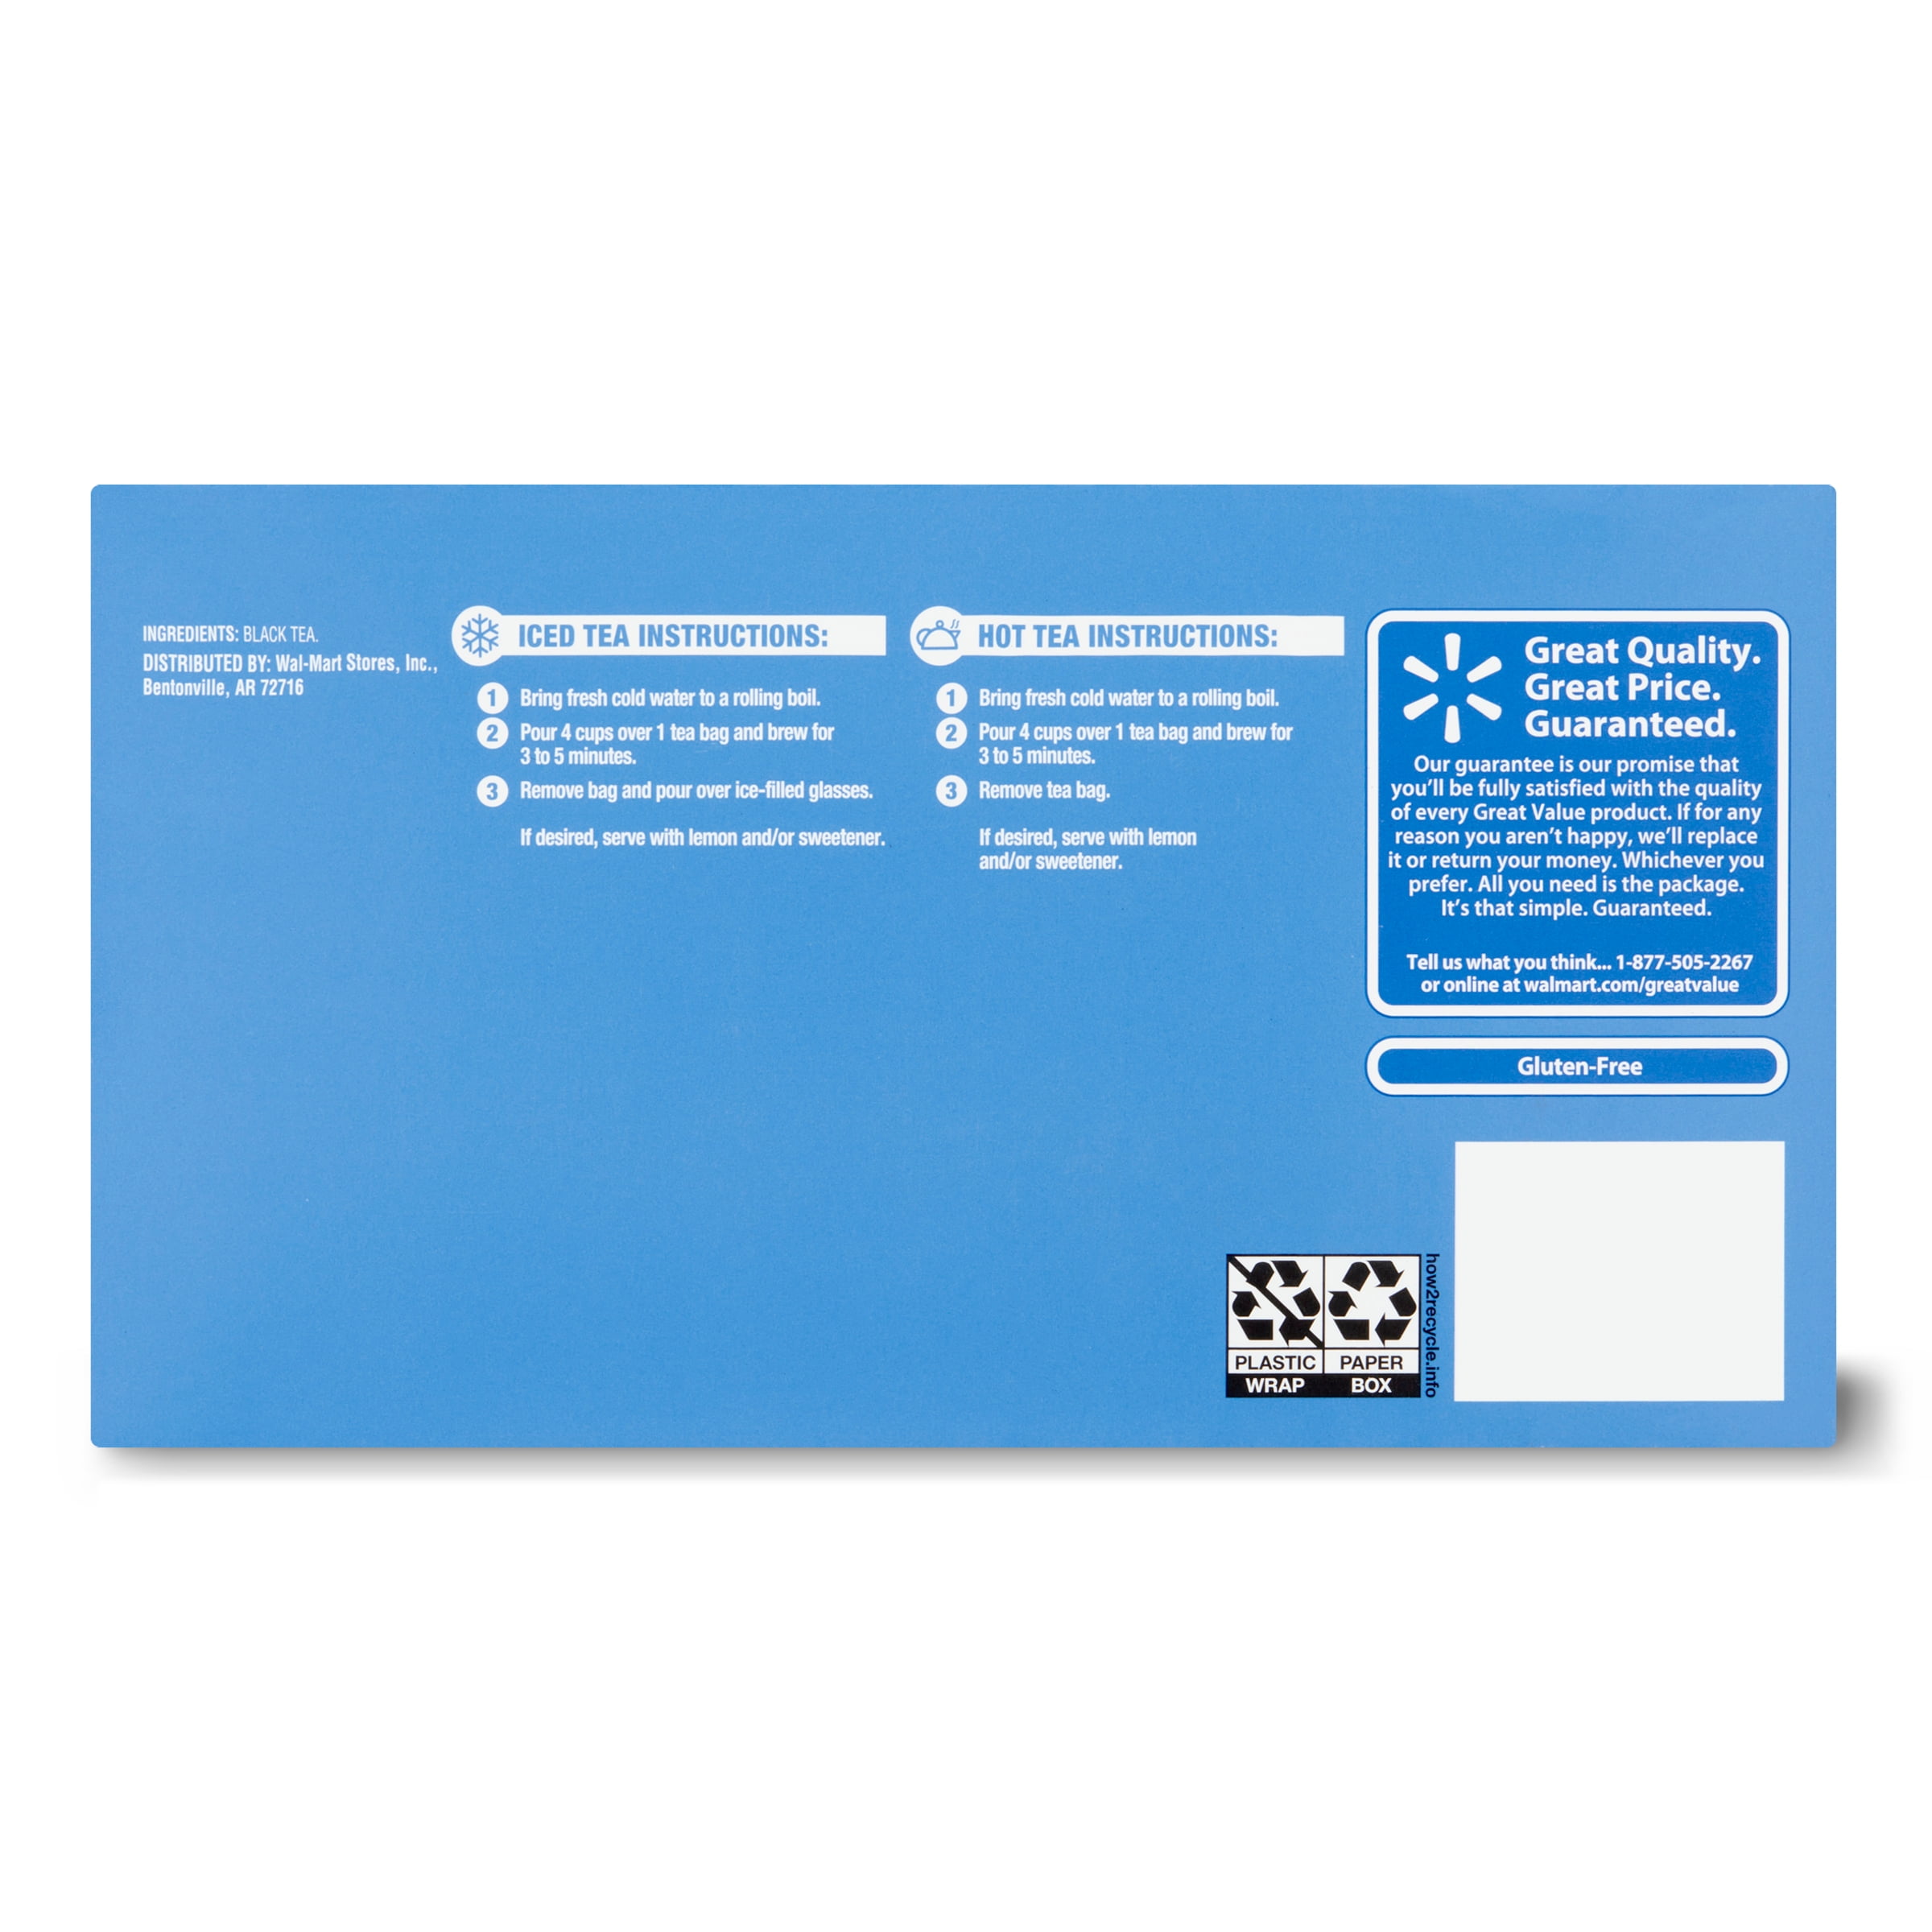 INGREDIENTS: BLACK TEA.
DISTRIBUTED BY: Wal-Mart Stores, Inc.,
Bentonville, AR 72716
ICED TEA INSTRUCTIONS:
1 Bring fresh cold water to a rolling boil.
2 Pour 4 cups over 1 tea bag and brew for
3 to 5 minutes.
3 Remove bag and pour over ice-filled glasses.
If desired, serve with lemon and/or sweetener.
HOT TEA INSTRUCTIONS:
1 Bring fresh cold water to a rolling boil.
2 Pour 4 cups over 1 tea bag and brew for
3 to 5 minutes.
3 Remove tea bag.
If desired, serve with lemon
and/or sweetener.
Great Quality.
Great Price.
Guaranteed.
Our guarantee is our promise that
you'll be fully satisfied with the quality
of every Great Value product. If for any
reason you aren't happy, we'll replace
it or return your money. Whichever you
prefer. All you need is the package.
It's that simple. Guaranteed.
Tell us what you think... 1-877-505-2267
or online at walmart.com/greatvalue
Gluten-Free
PLASTIC
WRAP
PAPER
BOX
how2recycle.info